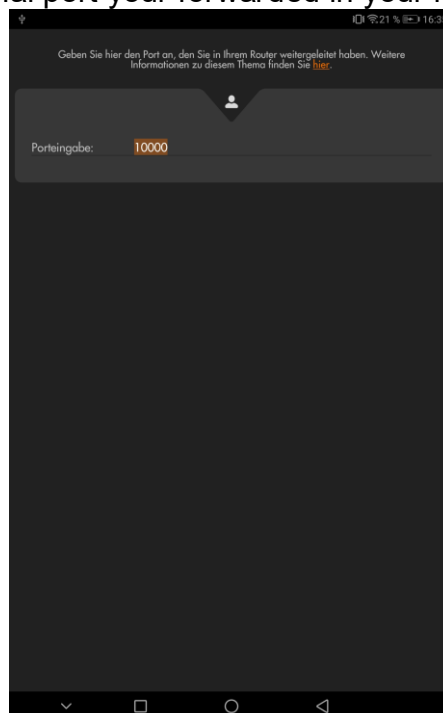 al port your forwarded in your
21 % 16:3
Geben Sie hier den Port an, den Sie in Ihrem Router weitergeleitet haben. Weitere
Informationen zu diesem Thema finden Sie hier.
Porteingabe: 10000